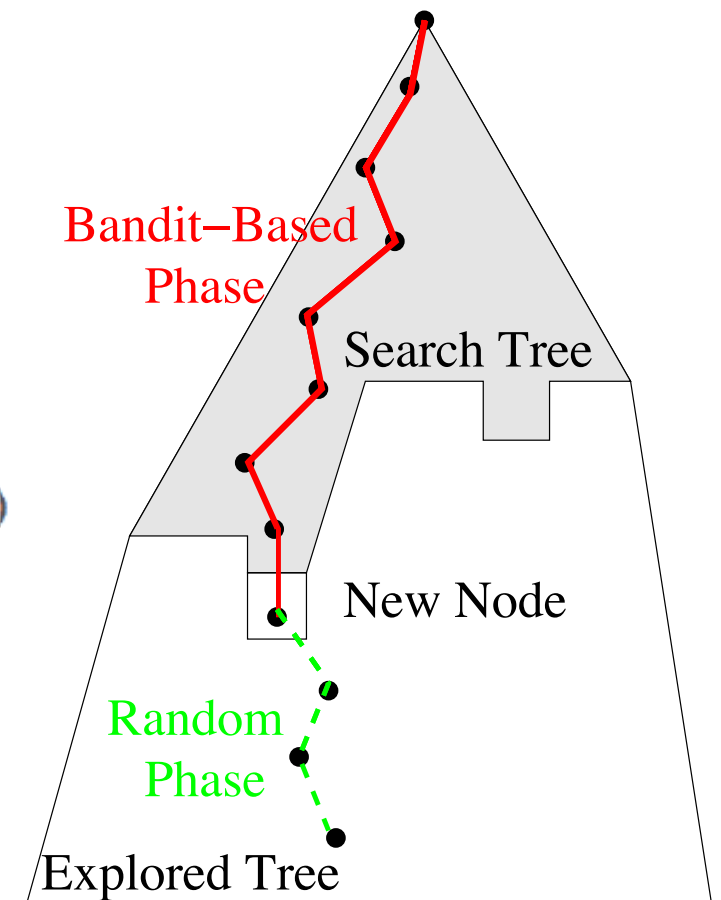 Bandit−Based
Phase
Search Tree
New Node
Random
Phase
Explored Tree